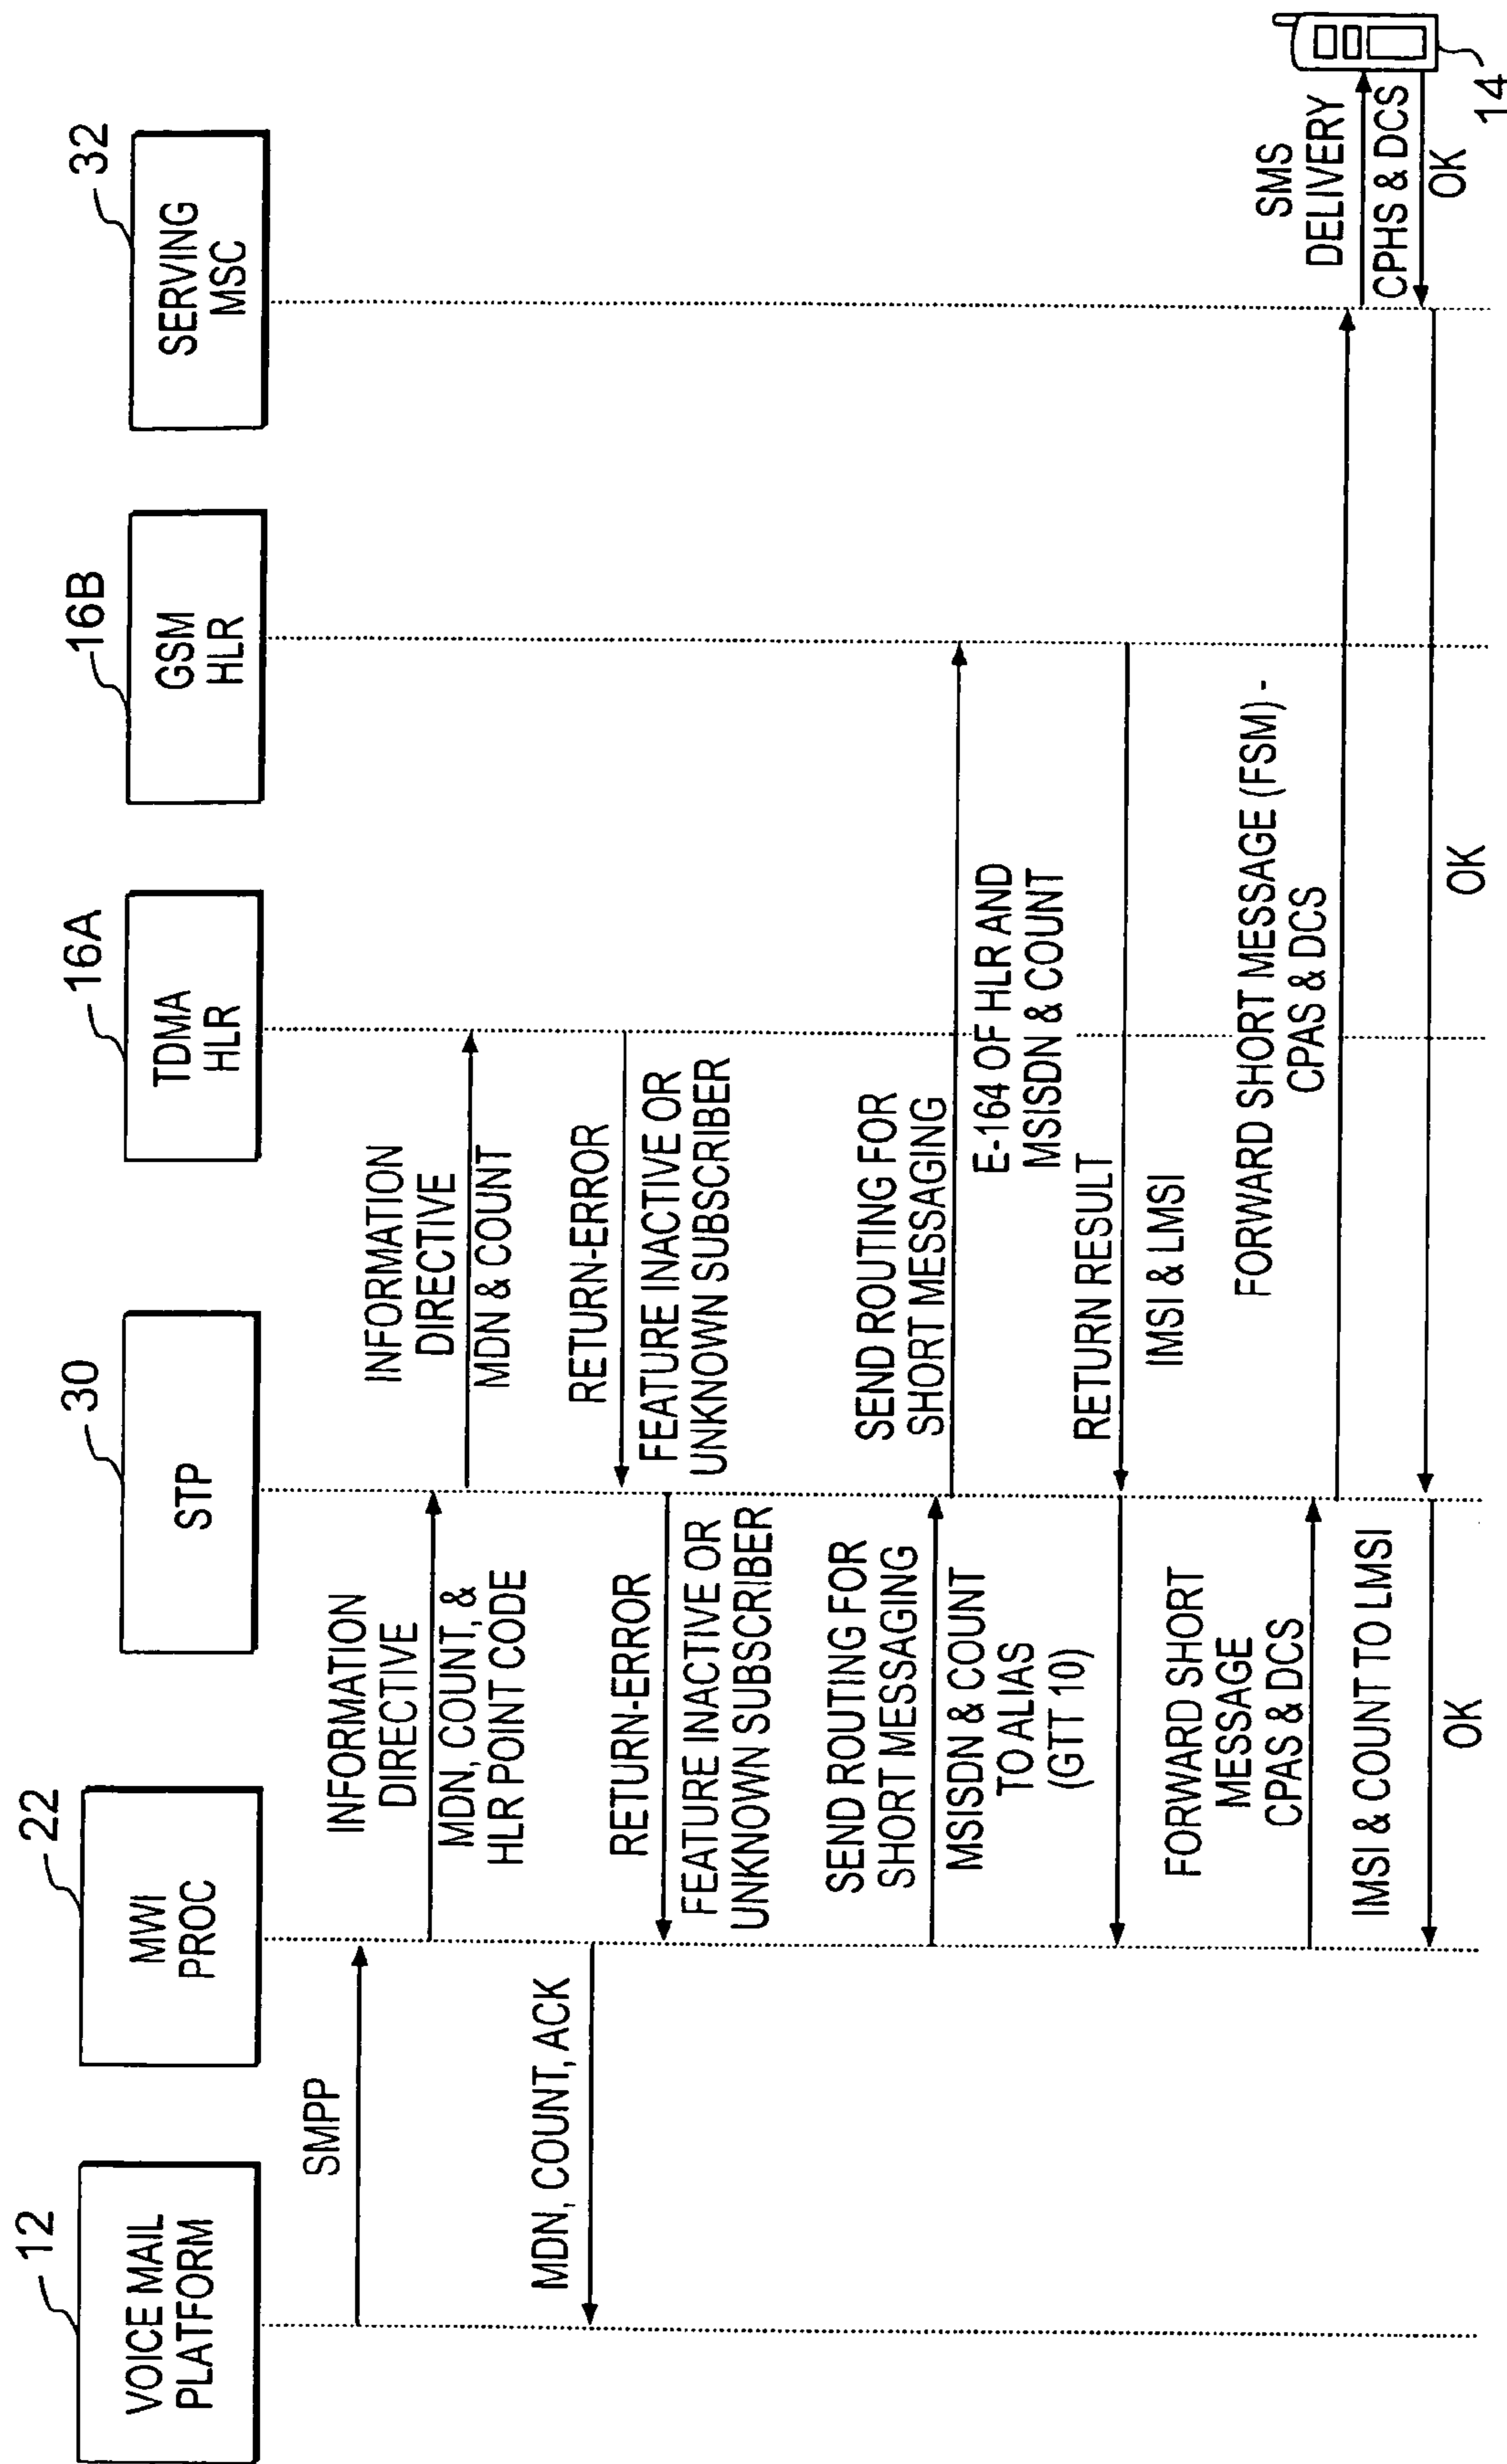 12
VOICE MAIL
PLATFORM
22
MWI
PROC
30
STP
16A
TDMA
HLR
16B
GSM
HLR
32
SERVING
MSC
SMPP
INFORMATION
DIRECTIVE
MDN, COUNT, &
HLR POINT CODE
INFORMATION
DIRECTIVE
MDN & COUNT
MDN, COUNT, ACK
RETURN-ERROR
FEATURE INACTIVE OR
UNKNOWN SUBSCRIBER
RETURN-ERROR
FEATURE INACTIVE OR
UNKNOWN SUBSCRIBER
SEND ROUTING FOR
SHORT MESSAGING
MSISDN & COUNT
TO ALIAS
(GTT 10)
SEND ROUTING FOR
SHORT MESSAGING
E-164 OF HLR AND
MSISDN & COUNT
RETURN RESULT
IMSI & LMSI
FORWARD SHORT
MESSAGE
CPAS & DCS
IMSI & COUNT TO LMSI
FORWARD SHORT MESSAGE (FSM) -
CPAS & DCS
SMS
DELIVERY
CPHS & DCS
OK
14
OK
OK